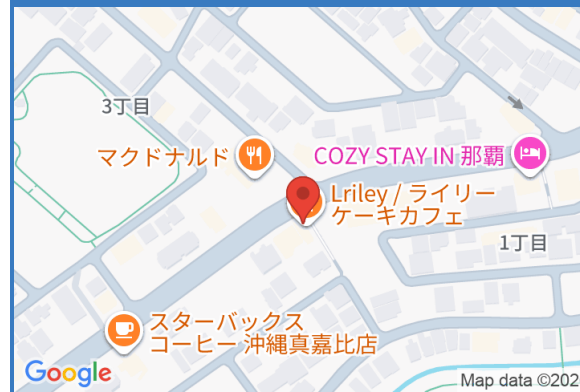 3丁目
マクドナルド
COZY STAY IN 那覇
Lriley / ライリー
ケーキカフェ
1丁目
スターバックス
コーヒー 沖縄真嘉比店
Google
Map data ©202